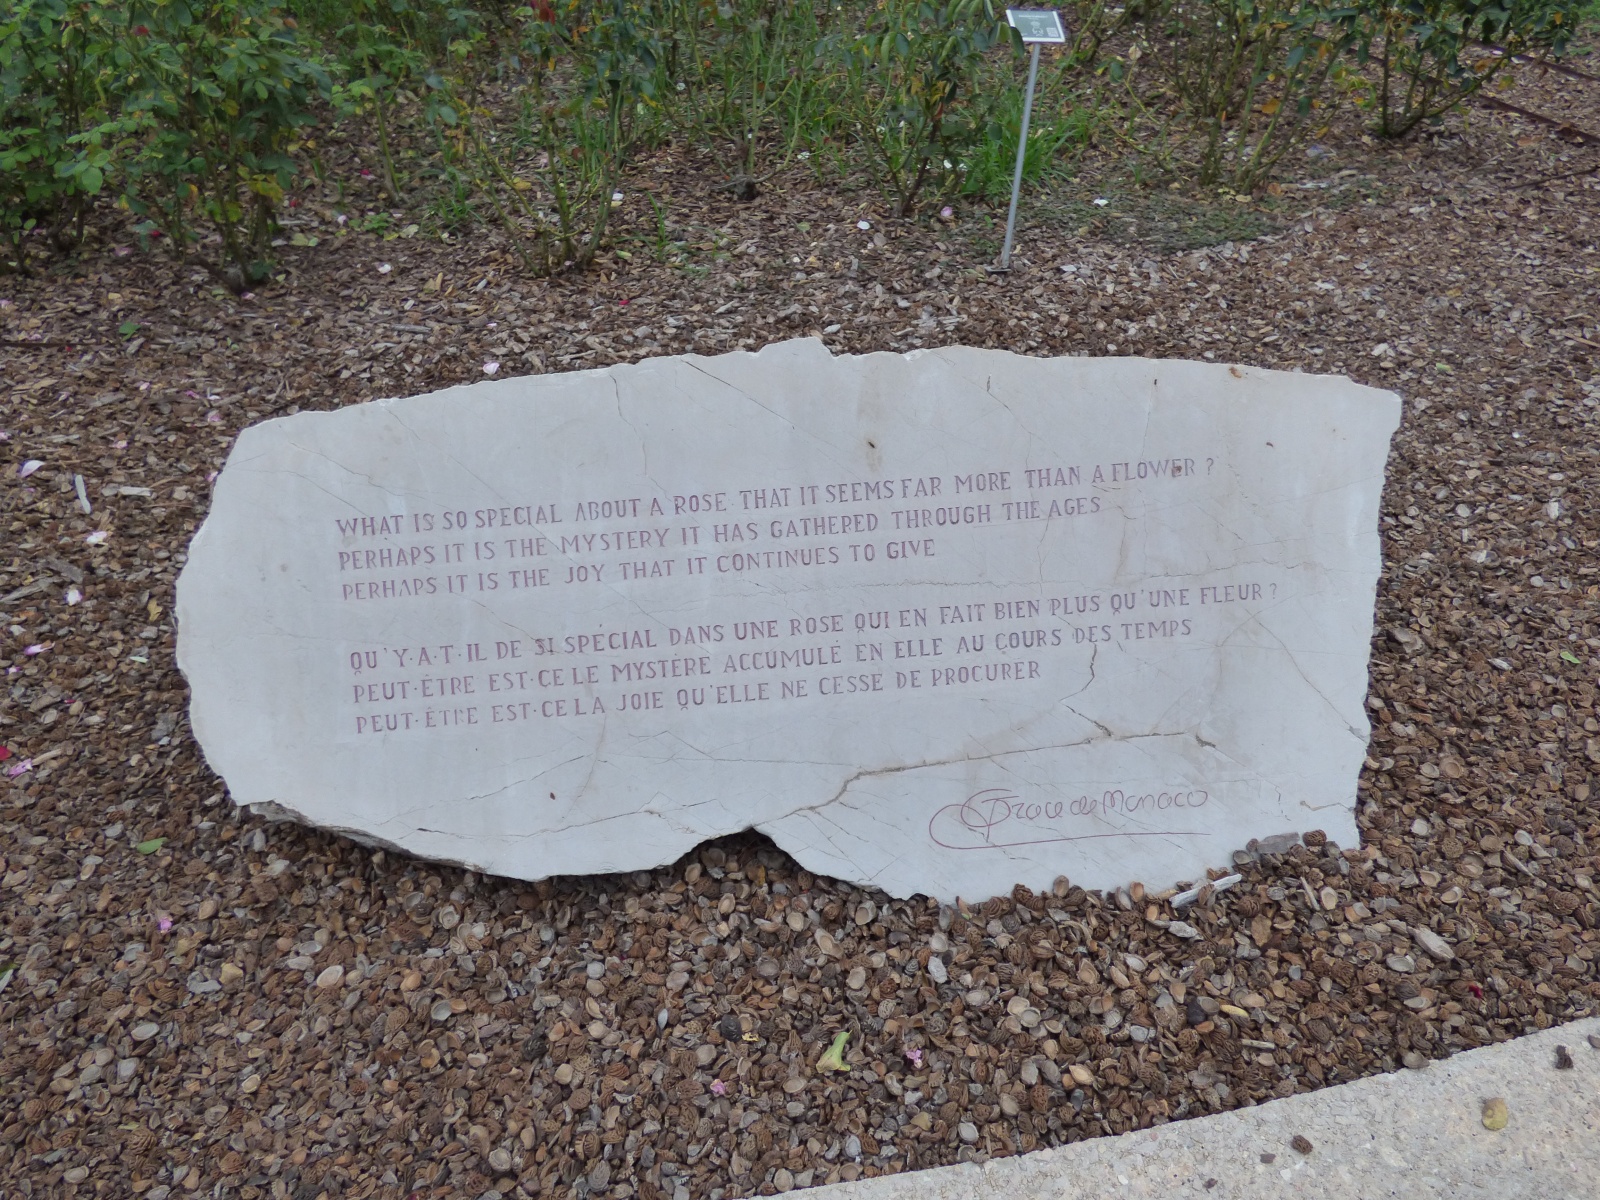 WHAT IS SO SPECIAL ABOUT A ROSE THAT IT SEEMS FAR MORE THAN A FLOWER ?
PERHAPS IT IS THE MYSTERY IT HAS GATHERED THROUGH THE AGES
PERHAPS IT IS THE JOY THAT IT CONTINUES TO GIVE
QU'Y·A·T·IL DE SI SPÉCIAL DANS UNE ROSE QUI EN FAIT BIEN PLUS QU'UNE FLEUR ?
PEUT·ÊTRE EST·CE LE MYSTÈRE ACCUMULÉ EN ELLE AU COURS DES TEMPS
PEUT·ÊTRE EST·CE LA JOIE QU'ELLE NE CESSE DE PROCURER
Grace de Monaco